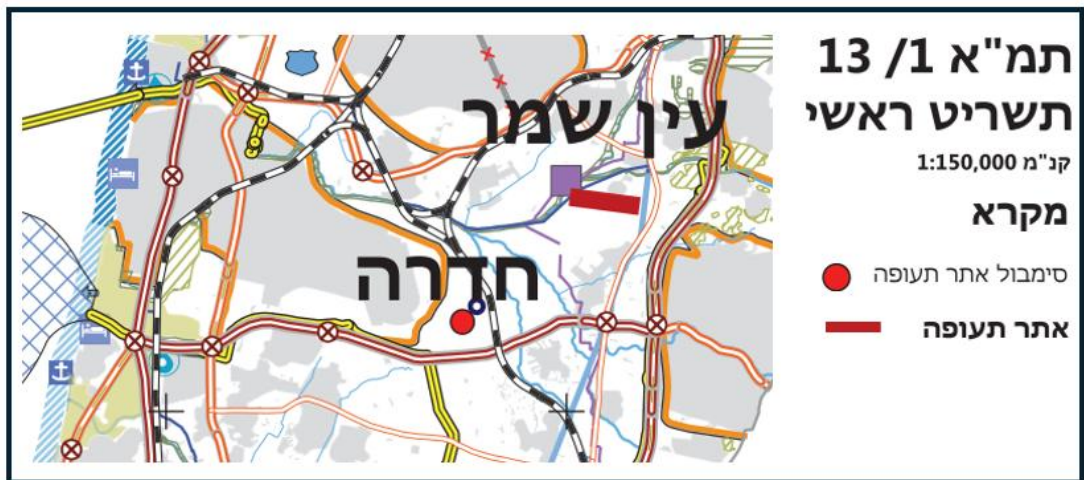 תמ"א 1/ 13
תשריט ראשי
קנ"מ 1:150,000
מקרא
סימבול אתר תעופה
אתר תעופה
עין שמר
חדרה